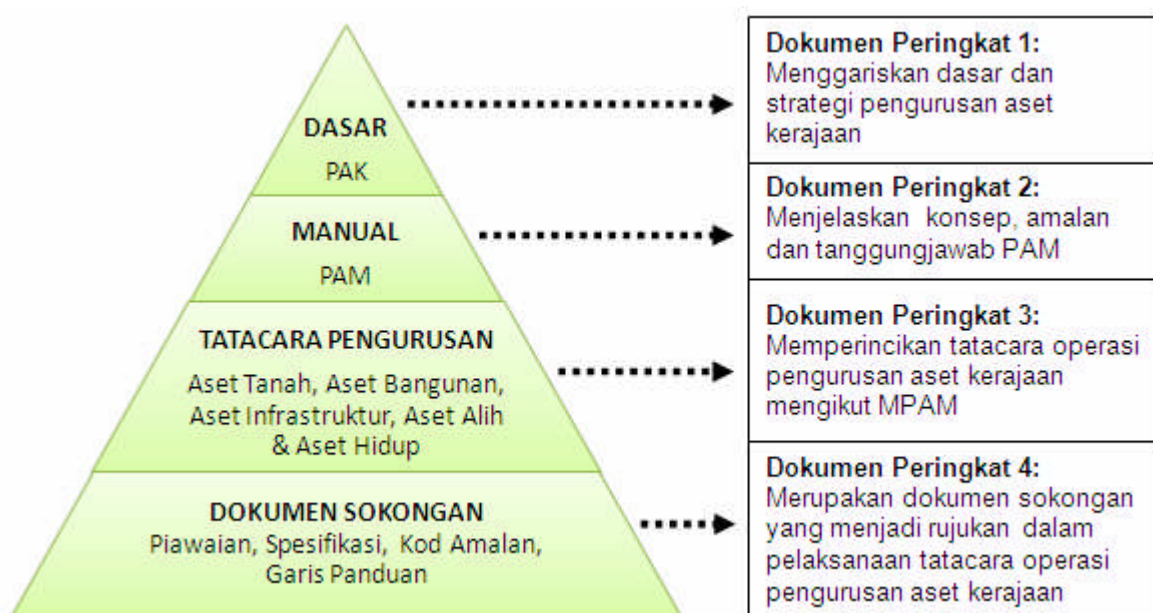 DASAR
PAK
Dokumen Peringkat 1:
Menggariskan dasar dan
strategi pengurusan aset
kerajaan
MANUAL
PAM
Dokumen Peringkat 2:
Menjelaskan konsep, amalan
dan tanggungjawab PAM
TATACARA PENGURUSAN
Aset Tanah, Aset Bangunan,
Aset Infrastruktur, Aset Alih
& Aset Hidup
Dokumen Peringkat 3:
Memperincikan tatacara operasi
pengurusan aset kerajaan
mengikut MPAM
DOKUMEN SOKONGAN
Piawaian, Spesifikasi, Kod Amalan,
Garis Panduan
Dokumen Peringkat 4:
Merupakan dokumen sokongan
yang menjadi rujukan dalam
pelaksanaan tatacara operasi
pengurusan aset kerajaan